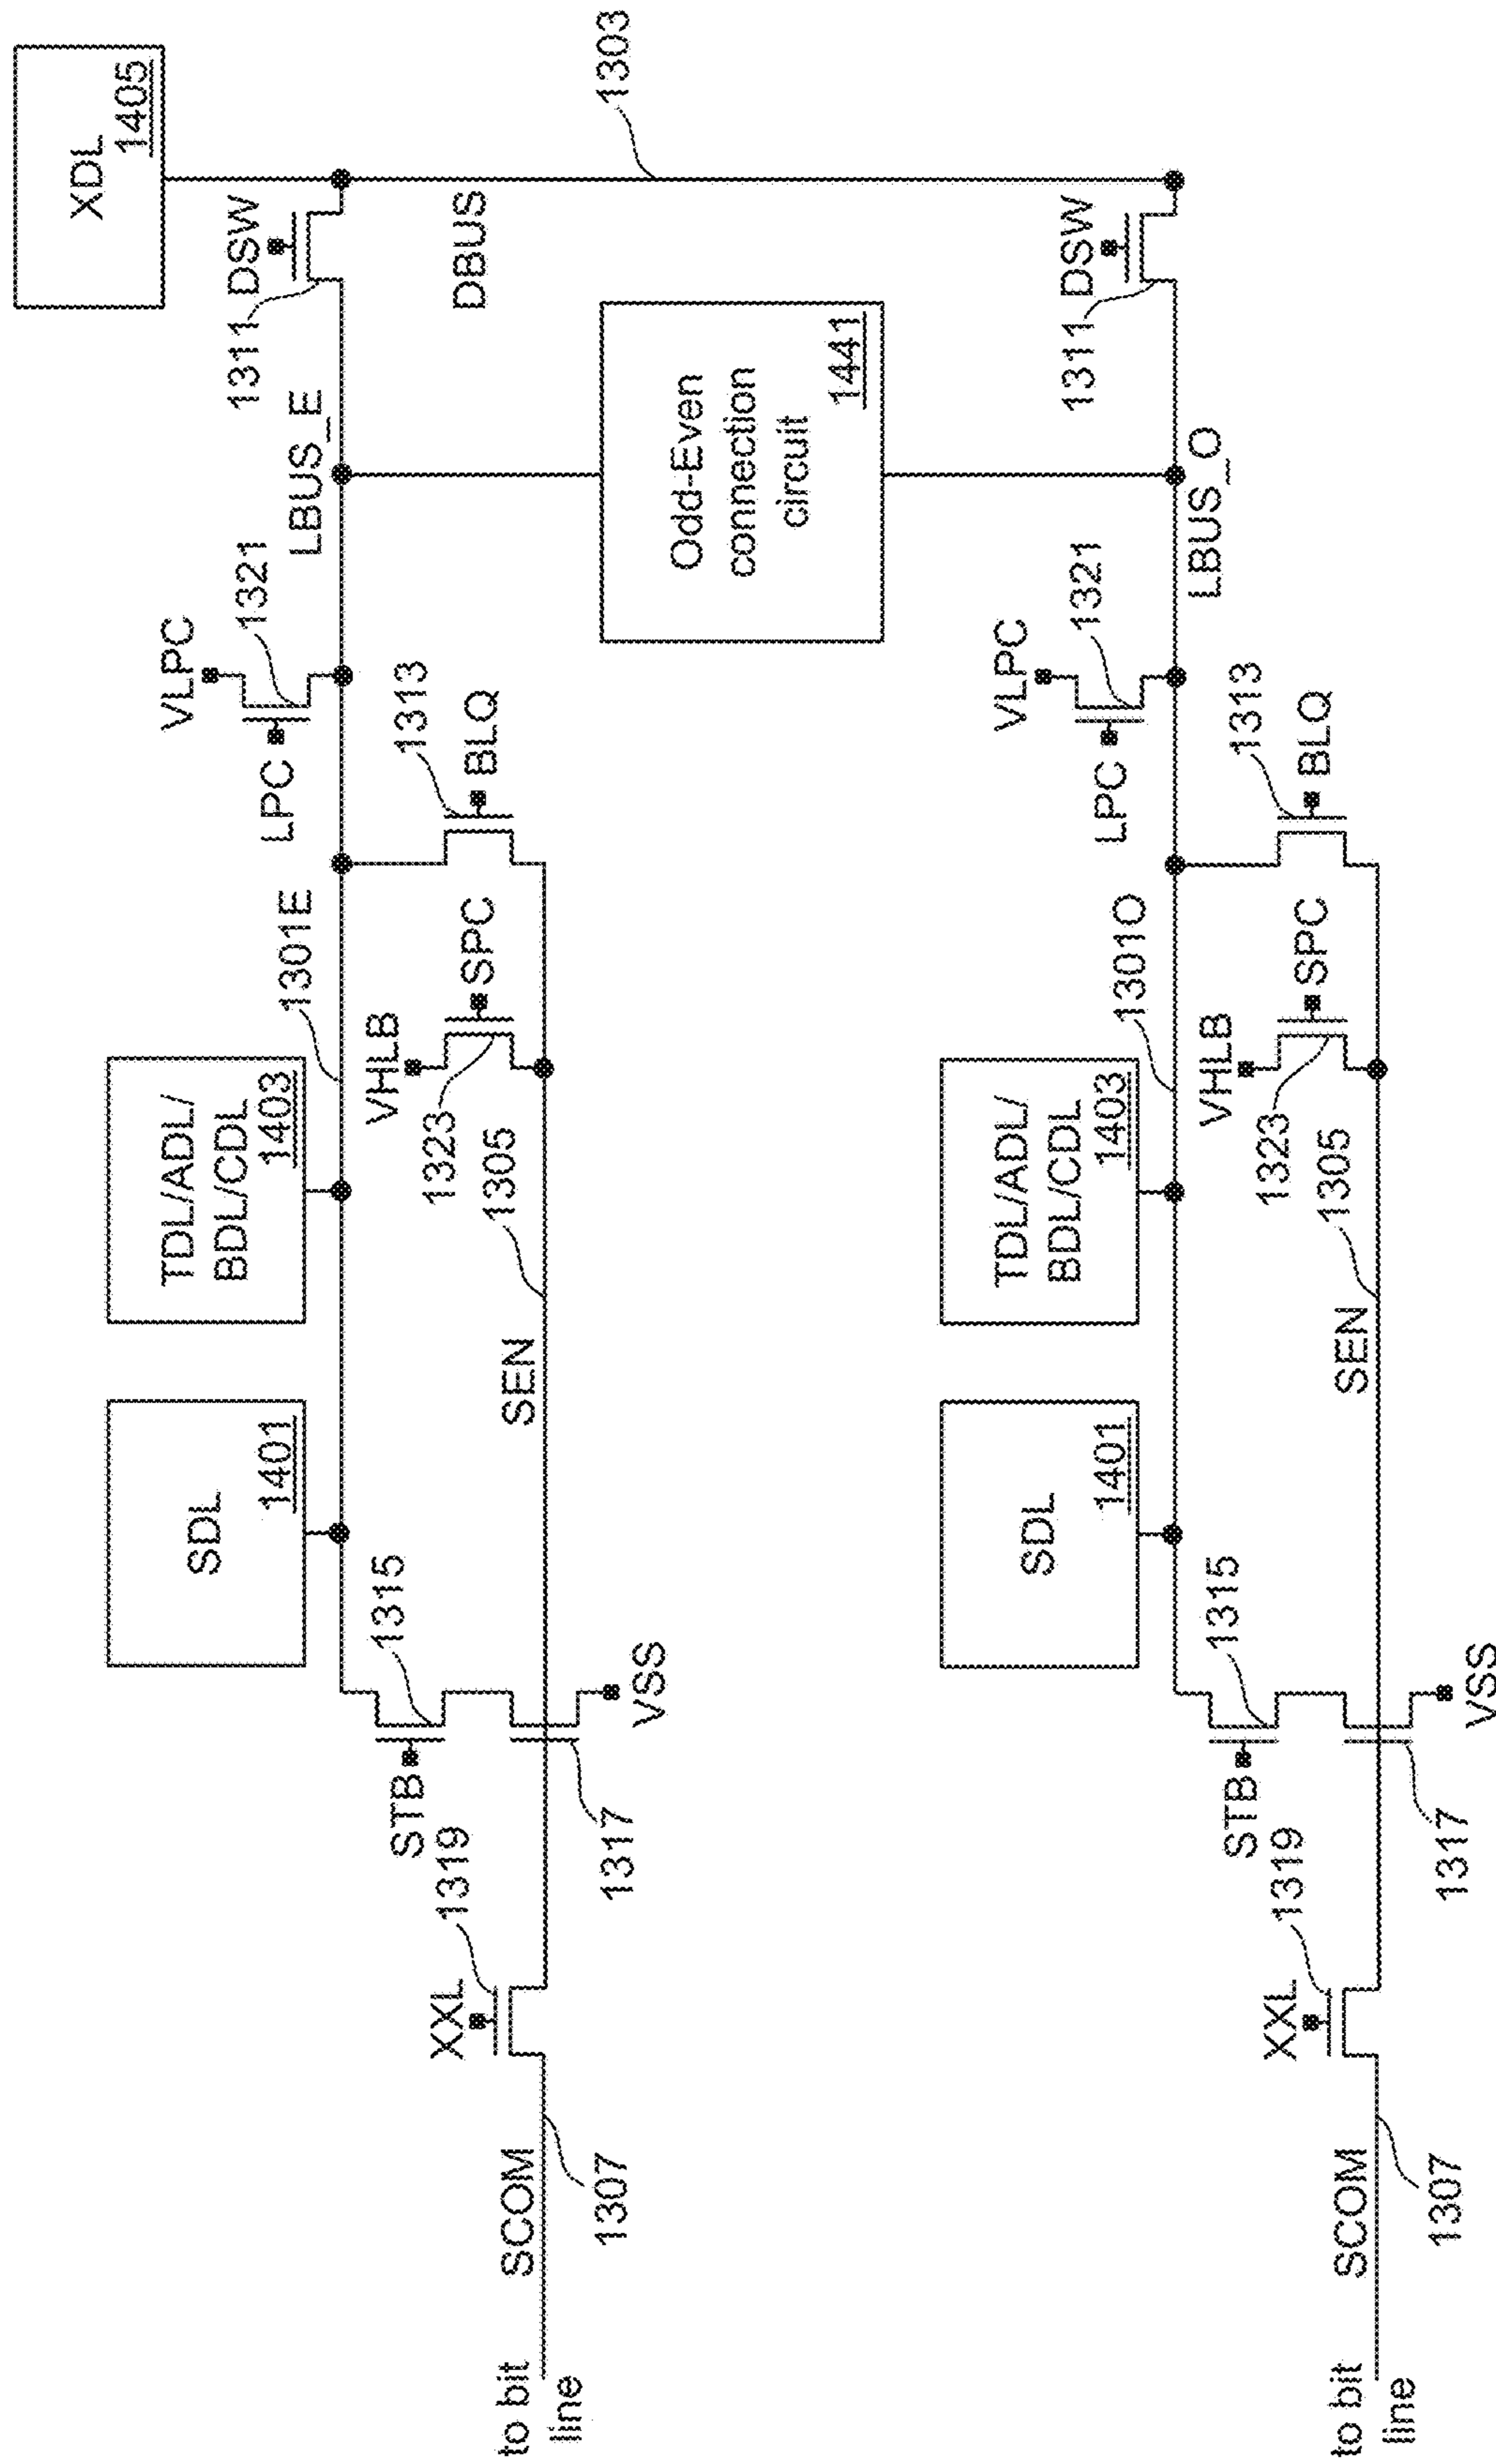 XDL
1405
1303
DSW
1311
DBUS
LBUS_E
VLPC
1321
LPC
1313
BLQ
1301E
SPC
VHLB
1323
1305
TDL/ADL/
BDL/CDL
1403
SEN
SDL
1401
1315
STB
VSS
1317
1319
XXL
SCOM
1307
to bit
line
Odd-Even
connection
circuit
1441
DSW
1311
LBUS_O
VLPC
1321
LPC
1313
BLQ
1301O
SPC
VHLB
1323
1305
TDL/ADL/
BDL/CDL
1403
SEN
SDL
1401
1315
STB
VSS
1317
1319
XXL
SCOM
1307
to bit
line